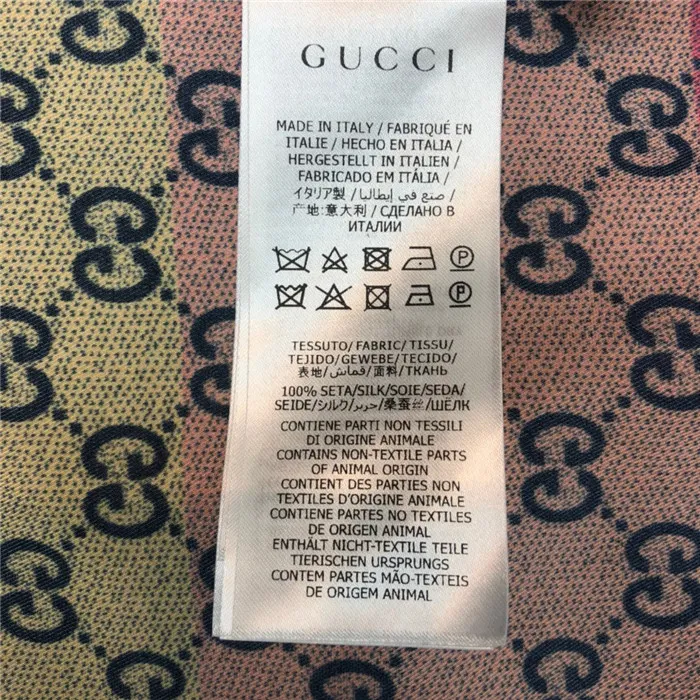 GUCCI
MADE IN ITALY / FABRIQUÉ EN
ITALIE / HECHO EN ITALIA /
HERGESTELLT IN ITALIEN /
FABRICADO EM ITÁLIA /
イタリア製 / صنع في إيطاليا /
产地:意大利 / СДЕЛАНО В
ИТАЛИИ
P
P
TESSUTO/FABRIC/TISSU/
TEJIDO/GEWEBE/TECIDO/
表地/قماش/面料/ТКАНЬ
100% SETA/SILK/SOIE/SEDA/
SEIDE/シルク/حرير/桑蚕丝/ШЁЛК
CONTIENE PARTI NON TESSILI
DI ORIGINE ANIMALE
CONTAINS NON-TEXTILE PARTS
OF ANIMAL ORIGIN
CONTIENT DES PARTIES NON
TEXTILES D'ORIGINE ANIMALE
CONTIENE PARTES NO TEXTILES
DE ORIGEN ANIMAL
ENTHÄLT NICHT-TEXTILE TEILE
TIERISCHEN URSPRUNGS
CONTEM PARTES MÃO-TEXTEIS
DE ORIGEM ANIMAL